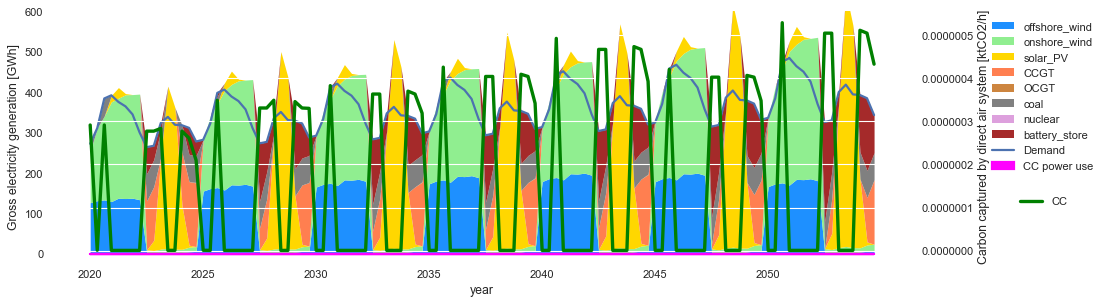 Gross electricity generation [GWh]
600
500
400
300
200
100
0
2020
2025
2030
2035
2040
2045
2050
year
0.0000005
0.0000004
0.0000003
0.0000002
0.0000001
0.0000000
Carbon captured by direct air system [ktCO2/h]
offshore_wind
onshore_wind
solar_PV
CCGT
OCGT
coal
nuclear
battery_store
Demand
CC power use
CC